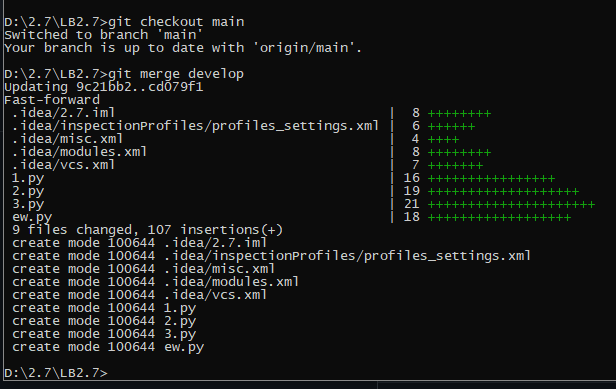 D:\2.7\LB2.7>git checkout main
Switched to branch 'main'
Your branch is up to date with 'origin/main'.
D:\2.7\LB2.7>git merge develop
Updating 9c21bb2..cd079f1
Fast-forward
 .idea/2.7.iml                                   |  8 ++++++++
 .idea/inspectionProfiles/profiles_settings.xml |  6 ++++++
 .idea/misc.xml                                  |  4 ++++
 .idea/modules.xml                               |  8 ++++++++
 .idea/vcs.xml                                   |  7 +++++++
 1.py                                            | 16 ++++++++++++++++
 2.py                                            | 19 +++++++++++++++++++
 3.py                                            | 21 +++++++++++++++++++++
 ew.py                                           | 18 ++++++++++++++++++
 9 files changed, 107 insertions(+)
 create mode 100644 .idea/2.7.iml
 create mode 100644 .idea/inspectionProfiles/profiles_settings.xml
 create mode 100644 .idea/misc.xml
 create mode 100644 .idea/modules.xml
 create mode 100644 .idea/vcs.xml
 create mode 100644 1.py
 create mode 100644 2.py
 create mode 100644 3.py
 create mode 100644 ew.py
D:\2.7\LB2.7>